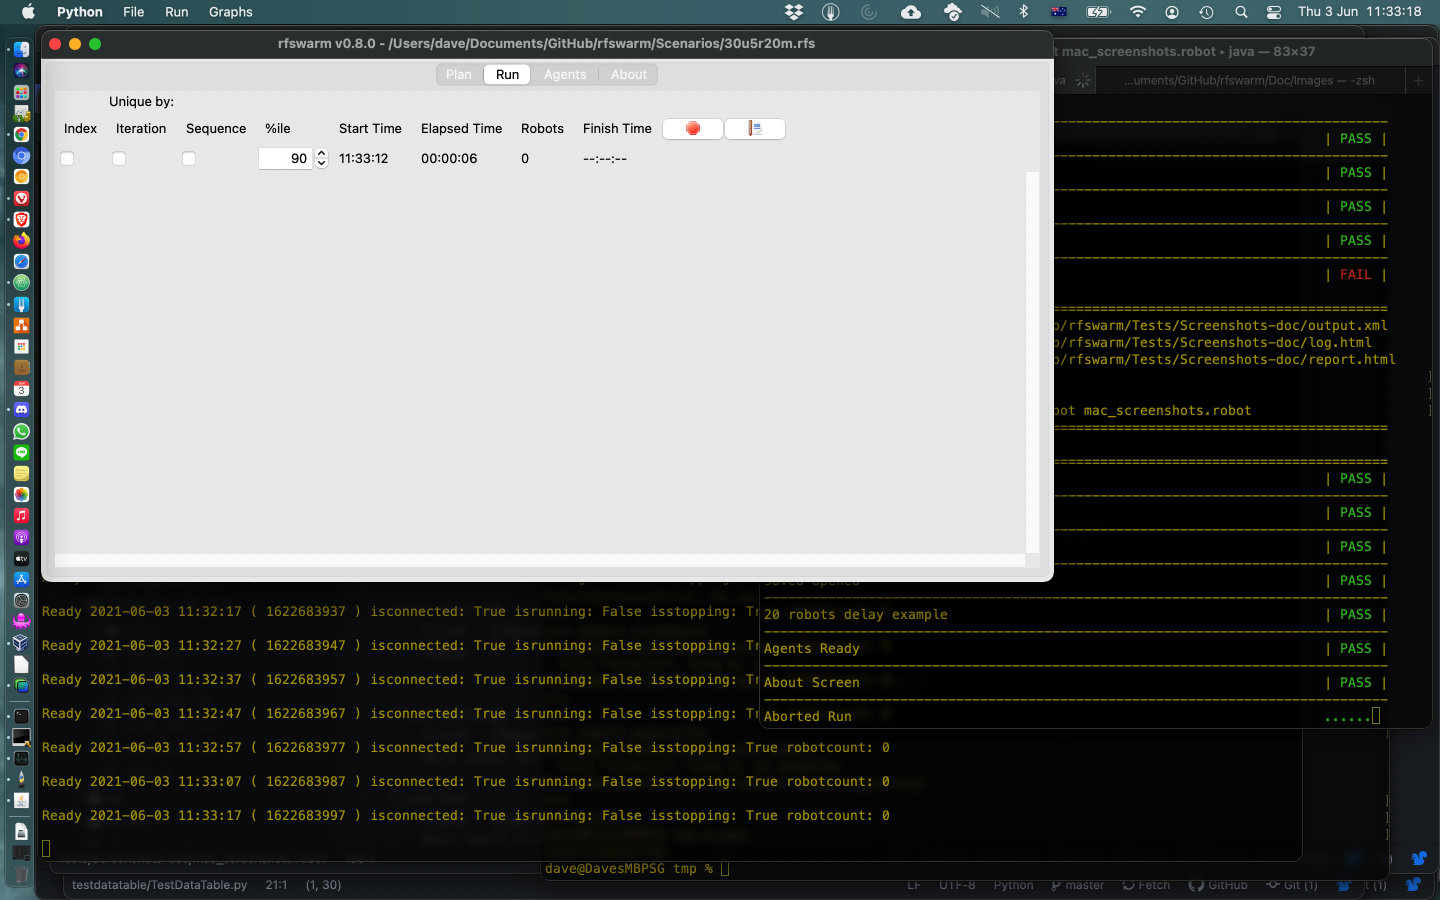 Python File Run Graphs
Thu 3 Jun 11:33:18
rfswarm v0.8.0 - /Users/dave/Documents/GitHub/rfswarm/Scenarios/30u5r20m.rfs
Plan Run Agents About
Unique by:
Index Iteration Sequence %ile Start Time Elapsed Time Robots Finish Time
90 11:33:12 00:00:06 0 --:--:--
t mac_screenshots.robot ▸ java — 83×37
...uments/GitHub/rfswarm/Doc/Images — -zsh
| PASS |
| PASS |
| PASS |
| PASS |
| FAIL |
/rfswarm/Tests/Screenshots-doc/output.xml
/rfswarm/Tests/Screenshots-doc/log.html
/rfswarm/Tests/Screenshots-doc/report.html
bot mac_screenshots.robot
| PASS |
| PASS |
| PASS |
| PASS |
20 robots delay example | PASS |
Agents Ready | PASS |
About Screen | PASS |
Aborted Run ......
Ready 2021-06-03 11:32:17 ( 1622683937 ) isconnected: True isrunning: False isstopping: Tr
Ready 2021-06-03 11:32:27 ( 1622683947 ) isconnected: True isrunning: False isstopping: Tr
Ready 2021-06-03 11:32:37 ( 1622683957 ) isconnected: True isrunning: False isstopping: Tr
Ready 2021-06-03 11:32:47 ( 1622683967 ) isconnected: True isrunning: False isstopping: Tr
Ready 2021-06-03 11:32:57 ( 1622683977 ) isconnected: True isrunning: False isstopping: True robotcount: 0
Ready 2021-06-03 11:33:07 ( 1622683987 ) isconnected: True isrunning: False isstopping: True robotcount: 0
Ready 2021-06-03 11:33:17 ( 1622683997 ) isconnected: True isrunning: False isstopping: True robotcount: 0
dave@DavesMBPSG tmp %
testdatatable/TestDataTable.py 21:1 (1, 30)
LF UTF-8 Python master Fetch GitHub Git (1)